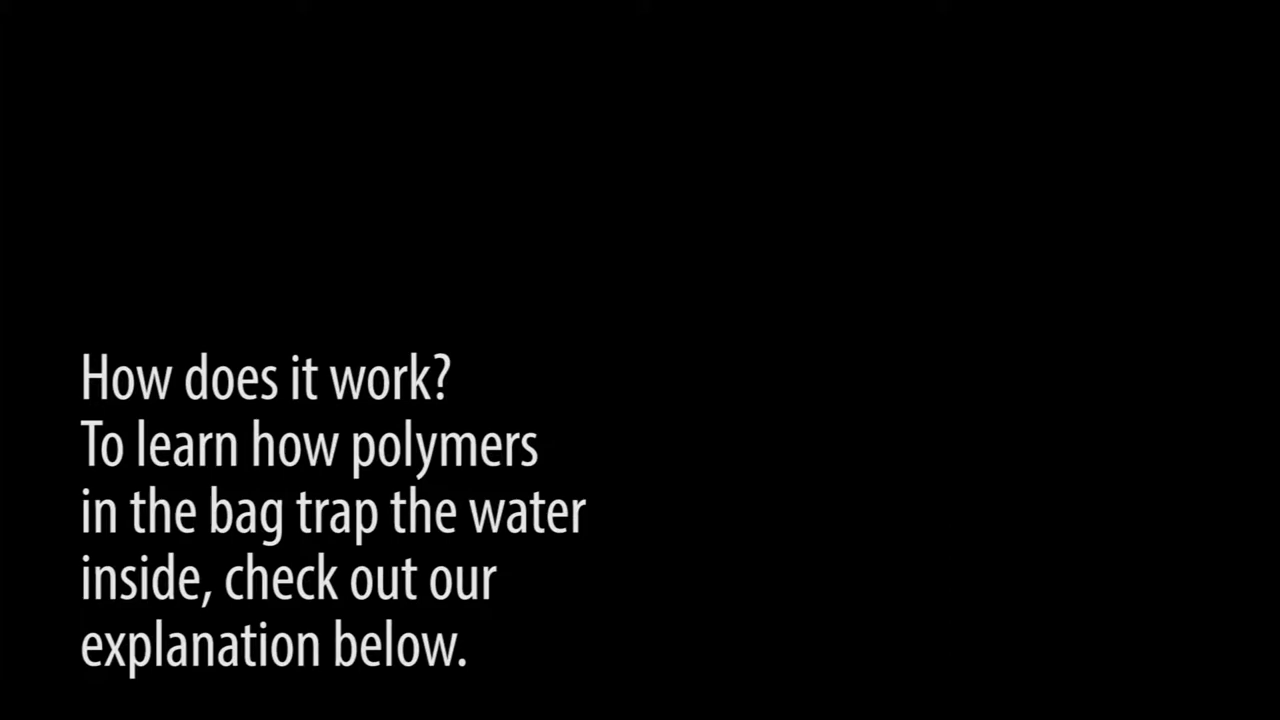 How does it work?
To learn how polymers
in the bag trap the water
inside, check out our
explanation below.